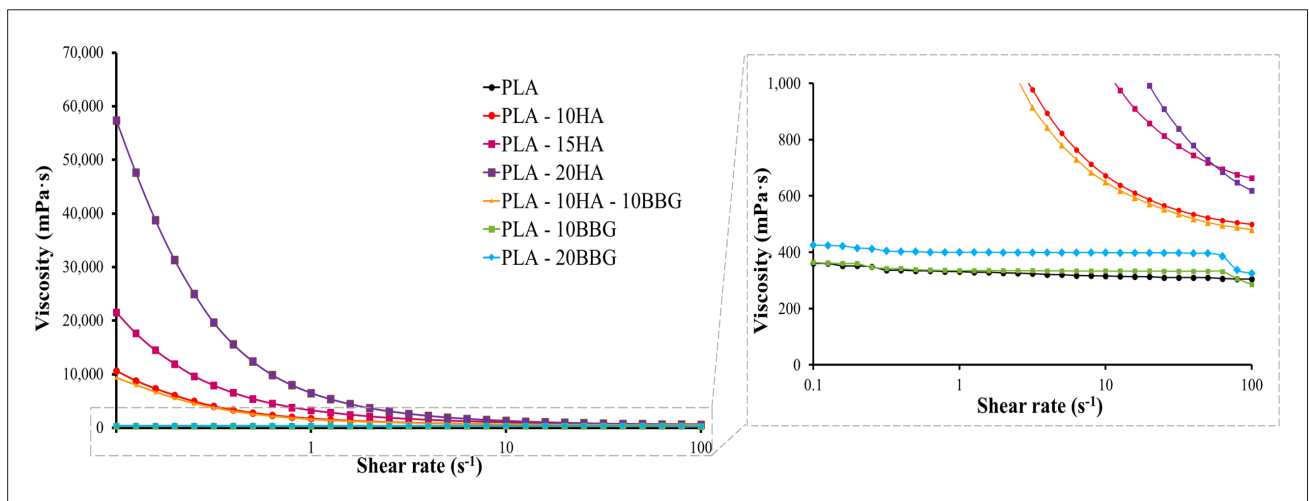 70,000
60,000
50,000
40,000
30,000
20,000
10,000
0
Viscosity (mPa·s)
1
10
100
Shear rate (s⁻¹)
PLA
PLA - 10HA
PLA - 15HA
PLA - 20HA
PLA - 10HA - 10BBG
PLA - 10BBG
PLA - 20BBG
1,000
800
600
400
200
0
Viscosity (mPa·s)
0.1
1
10
100
Shear rate (s⁻¹)